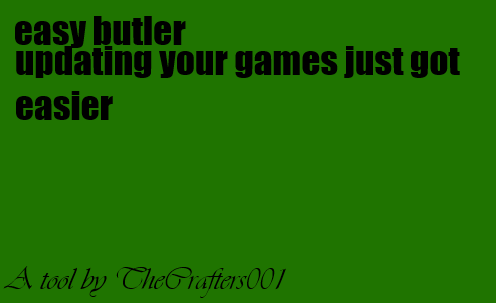 easy butler
updating your games just got
easier
A tool by TheCrafters001